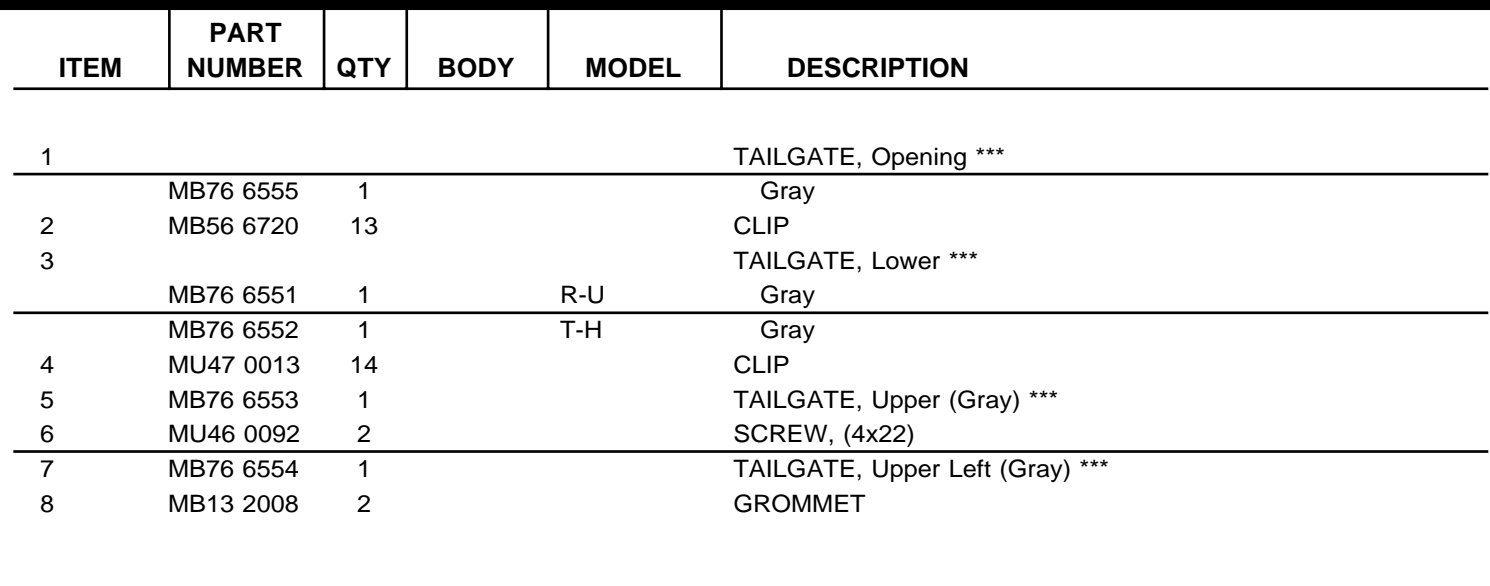 PART
ITEM NUMBER QTY BODY MODEL DESCRIPTION
1 TAILGATE, Opening ***
MB76 6555 1 Gray
2 MB56 6720 13 CLIP
3 TAILGATE, Lower ***
MB76 6551 1 R-U Gray
MB76 6552 1 T-H Gray
4 MU47 0013 14 CLIP
5 MB76 6553 1 TAILGATE, Upper (Gray) ***
6 MU46 0092 2 SCREW, (4x22)
7 MB76 6554 1 TAILGATE, Upper Left (Gray) ***
8 MB13 2008 2 GROMMET